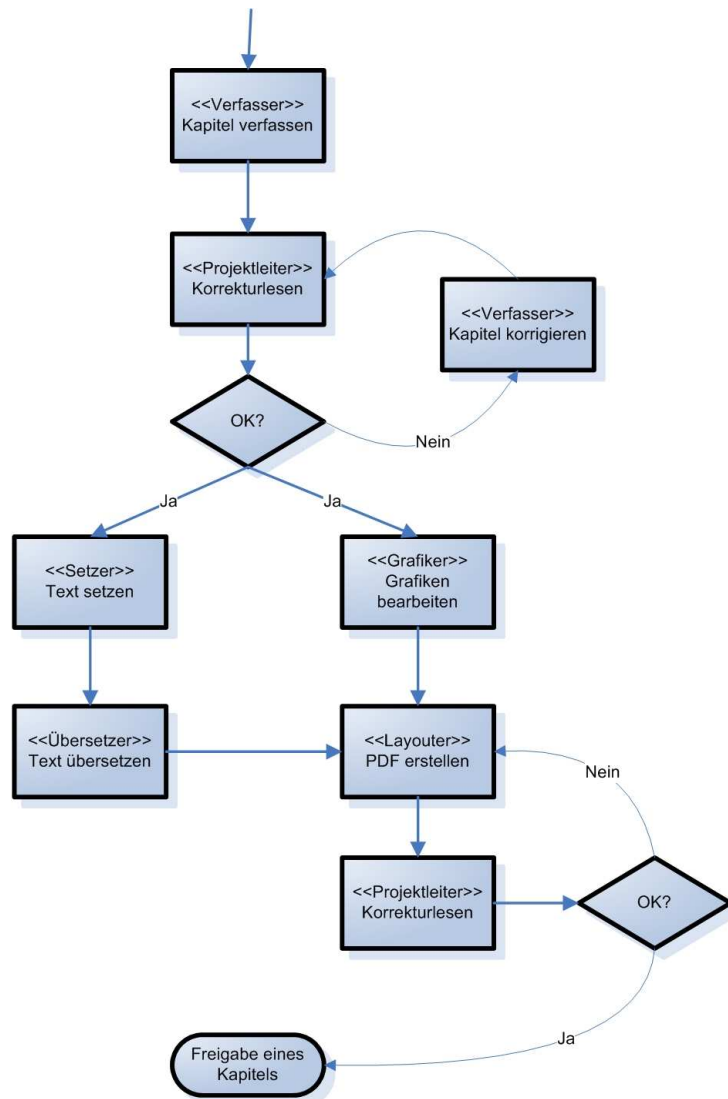 <<Verfasser>>
Kapitel verfassen
<<Projektleiter>>
Korrekturlesen
<<Verfasser>>
Kapitel korrigieren
OK?
Nein
Ja
Ja
<<Setzer>>
Text setzen
<<Grafiker>>
Grafiken
bearbeiten
<<Übersetzer>>
Text übersetzen
<<Layouter>>
PDF erstellen
Nein
<<Projektleiter>>
Korrekturlesen
OK?
Ja
Freigabe eines
Kapitels